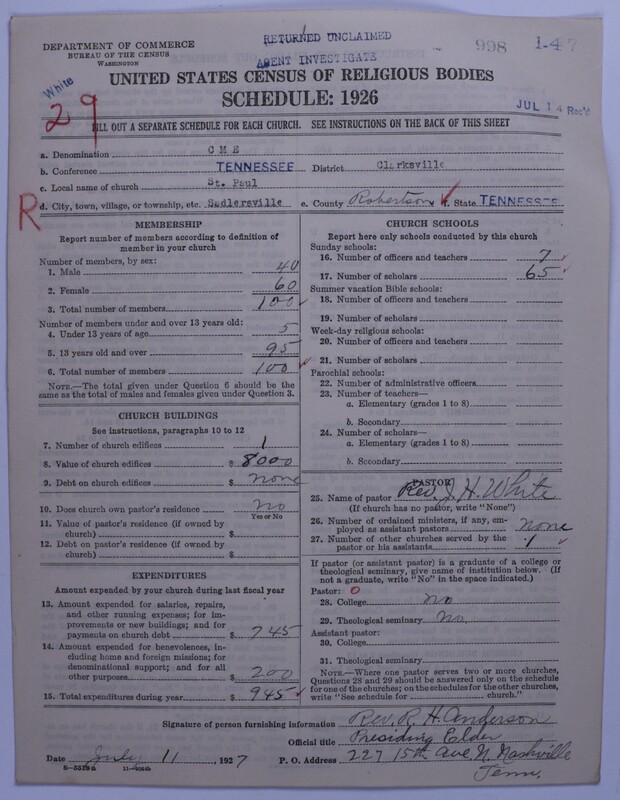 RETURNED UNCLAIMED
998 1-47
DEPARTMENT OF COMMERCE
BUREAU OF THE CENSUS
WASHINGTON
AGENT INVESTIGATE
White
UNITED STATES CENSUS OF RELIGIOUS BODIES
29
SCHEDULE: 1926
JUL 14 Rec'd
FILL OUT A SEPARATE SCHEDULE FOR EACH CHURCH. SEE INSTRUCTIONS ON THE BACK OF THIS SHEET
a. Denomination C M E
b. Conference TENNESSEE District Clarksville
c. Local name of church St. Paul
R
d. City, town, village, or township, etc. Sadlersville e. County Robertson f. State TENNESSEE
MEMBERSHIP
Report number of members according to definition of
member in your church
Number of members, by sex:
1. Male 40
2. Female 60
3. Total number of members 100
Number of members under and over 13 years old:
4. Under 13 years of age 5
5. 13 years old and over 95
6. Total number of members 100
NOTE.—The total given under Question 6 should be the
same as the total of males and females given under Question 3.
CHURCH BUILDINGS
See instructions, paragraphs 10 to 12
7. Number of church edifices 1
8. Value of church edifices $ 8000
9. Debt on church edifices $ none
10. Does church own pastor's residence no
Yes or No
11. Value of pastor's residence (if owned by
church) $
12. Debt on pastor's residence (if owned by
church) $
EXPENDITURES
Amount expended by your church during last fiscal year
13. Amount expended for salaries, repairs,
and other running expenses; for im-
provements or new buildings; and for
payments on church debt $ 745
14. Amount expended for benevolences, in-
cluding home and foreign missions; for
denominational support; and for all
other purposes $ 200
15. Total expenditures during year $ 945
CHURCH SCHOOLS
Report here only schools conducted by this church
Sunday schools:
16. Number of officers and teachers 7
17. Number of scholars 65
Summer vacation Bible schools:
18. Number of officers and teachers
19. Number of scholars
Week-day religious schools:
20. Number of officers and teachers
21. Number of scholars
Parochial schools:
22. Number of administrative officers
23. Number of teachers—
a. Elementary (grades 1 to 8)
b. Secondary
24. Number of scholars—
a. Elementary (grades 1 to 8)
b. Secondary
PASTOR
25. Name of pastor Rev. J. H. White
(If church has no pastor, write "None")
26. Number of ordained ministers, if any, em-
ployed as assistant pastors none
27. Number of other churches served by the
pastor or his assistants 1
If pastor (or assistant pastor) is a graduate of a college or
theological seminary, give name of institution below. (If
not a graduate, write "No" in the space indicated.)
Pastor: 0
28. College no
29. Theological seminary No
Assistant pastor:
30. College
31. Theological seminary
NOTE.—Where one pastor serves two or more churches,
Questions 28 and 29 should be answered only on the schedule
for one of the churches; on the schedules for the other churches,
write "See schedule for church."
Signature of person furnishing information Rev. R. H. Anderson
Official title Presiding Elder
Date July 11 1927 P. O. Address 227 15th Ave. N. Nashville
Tenn.